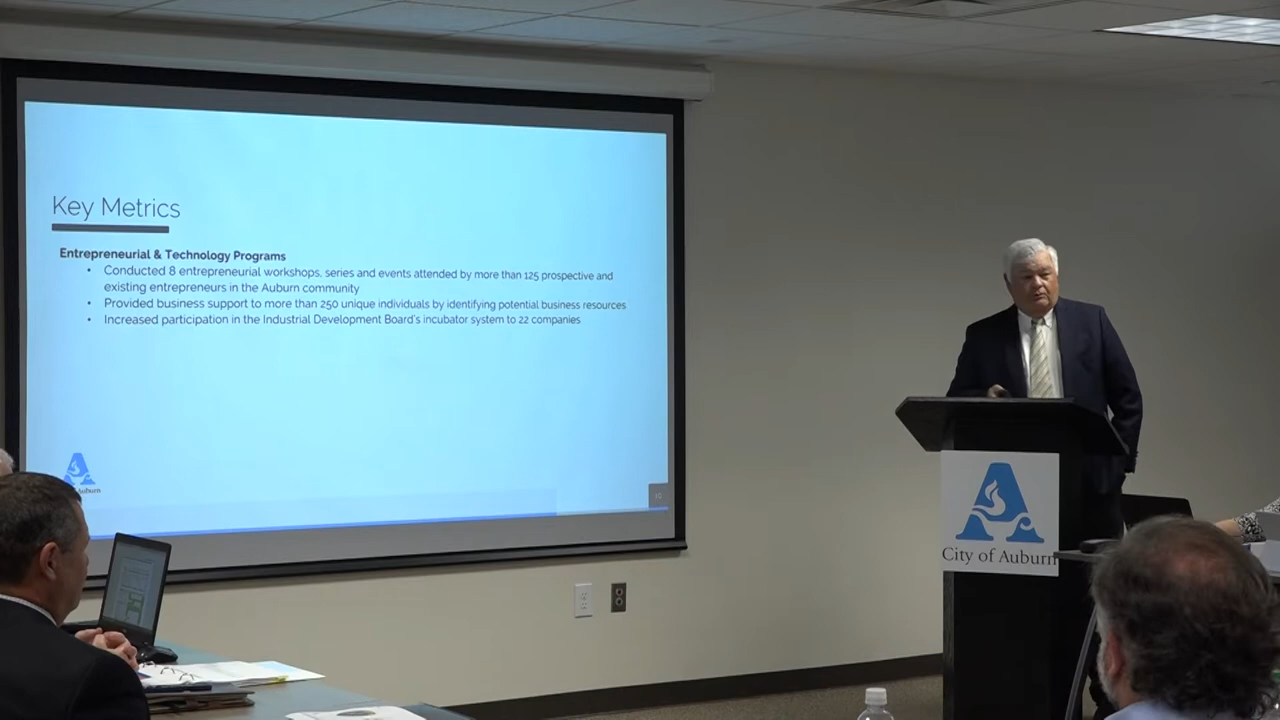 Key Metrics
Entrepreneurial & Technology Programs
• Conducted 8 entrepreneurial workshops, series and events attended by more than 125 prospective and
existing entrepreneurs in the Auburn community
• Provided business support to more than 250 unique individuals by identifying potential business resources
• Increased participation in the Industrial Development Board's incubator system to 22 companies
A
Auburn
A
City of Auburn